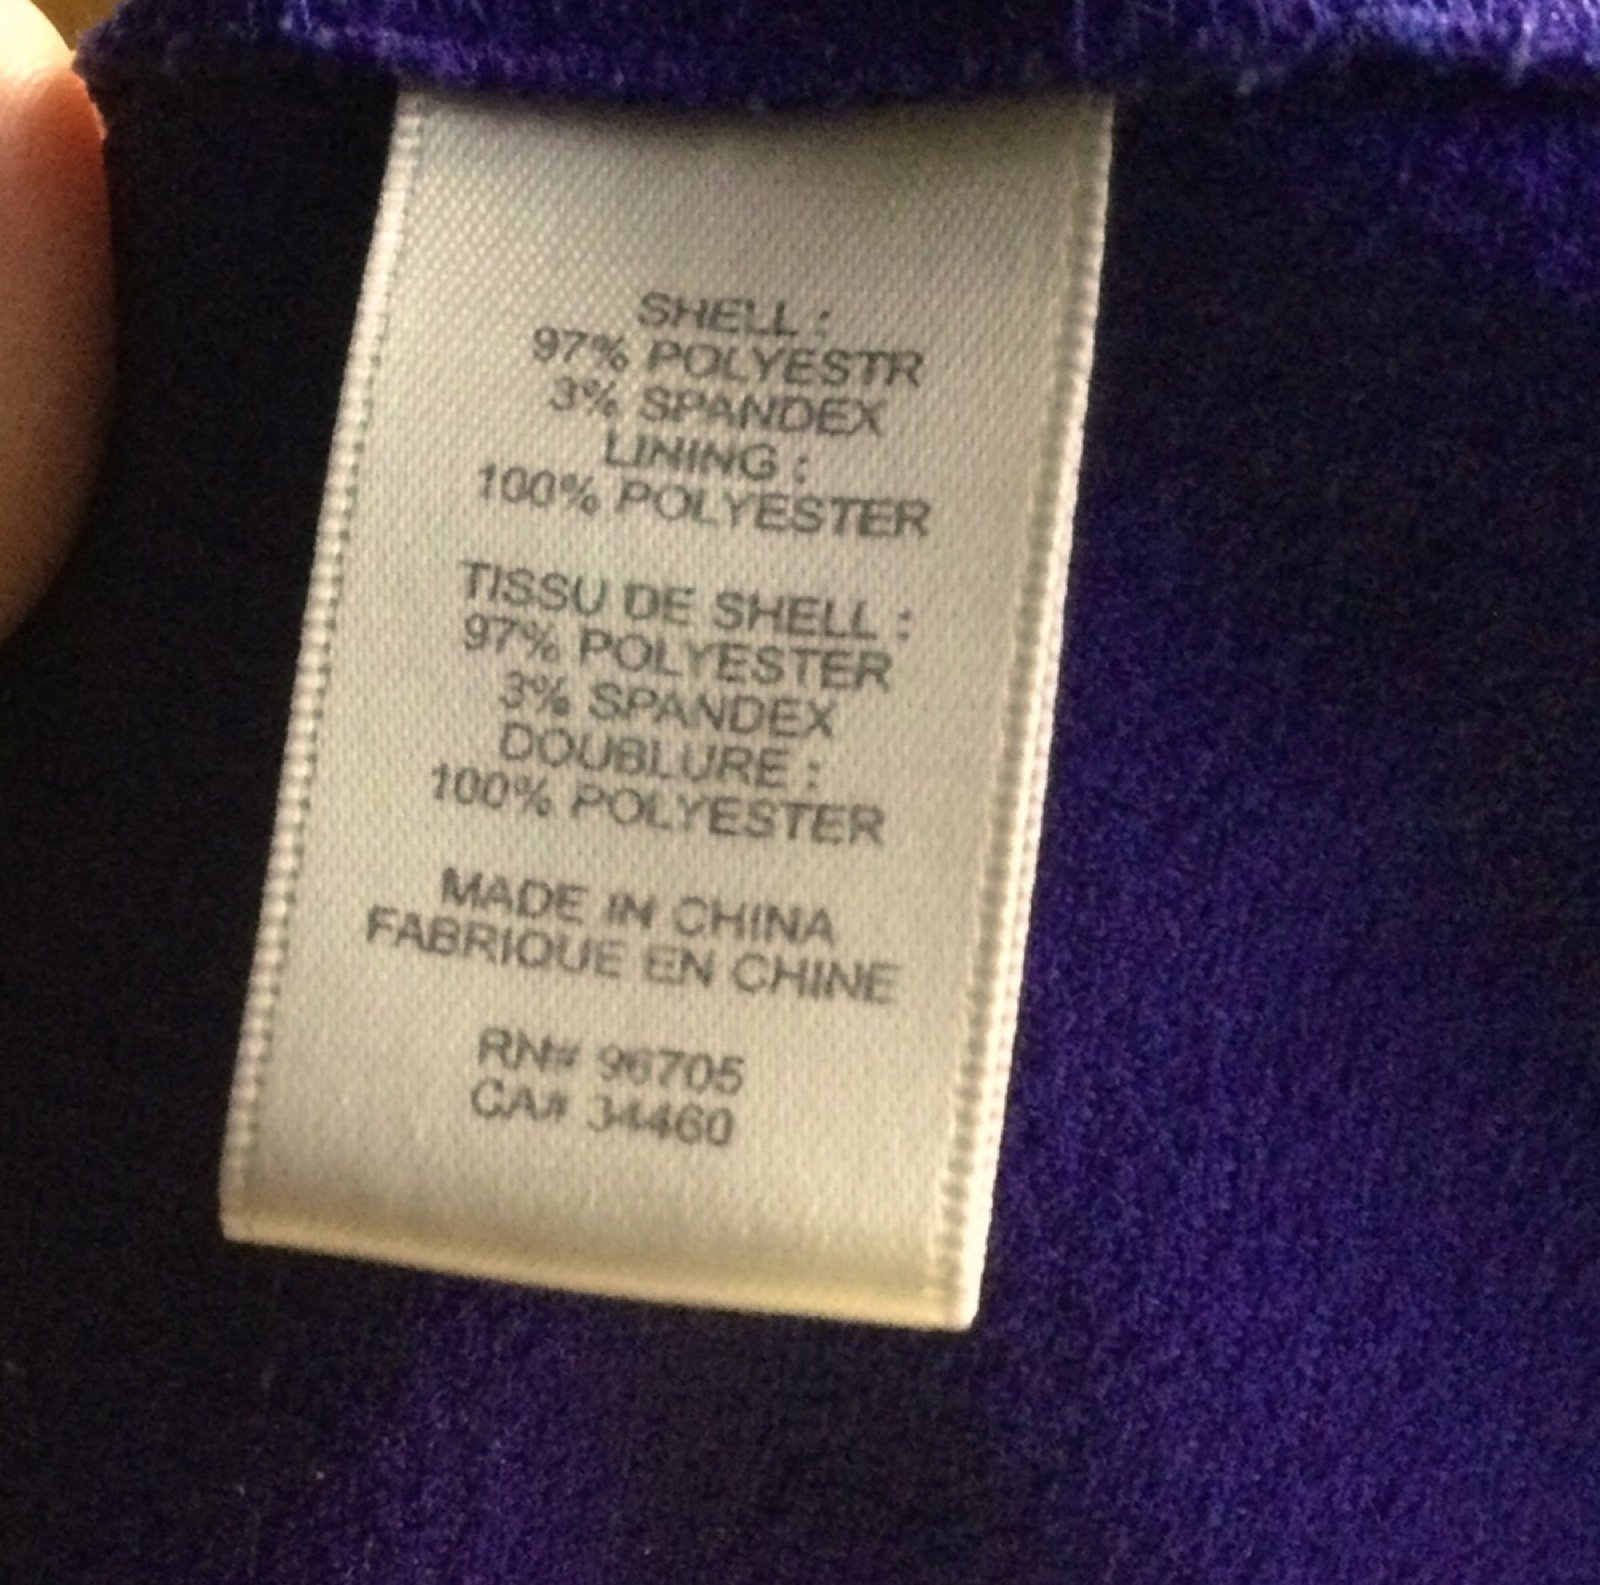 SHELL :
97% POLYESTR
3% SPANDEX
LINING :
100% POLYESTER
TISSU DE SHELL :
97% POLYESTER
3% SPANDEX
DOUBLURE :
100% POLYESTER
MADE IN CHINA
FABRIQUE EN CHINE
RN# 96705
CA# 34460